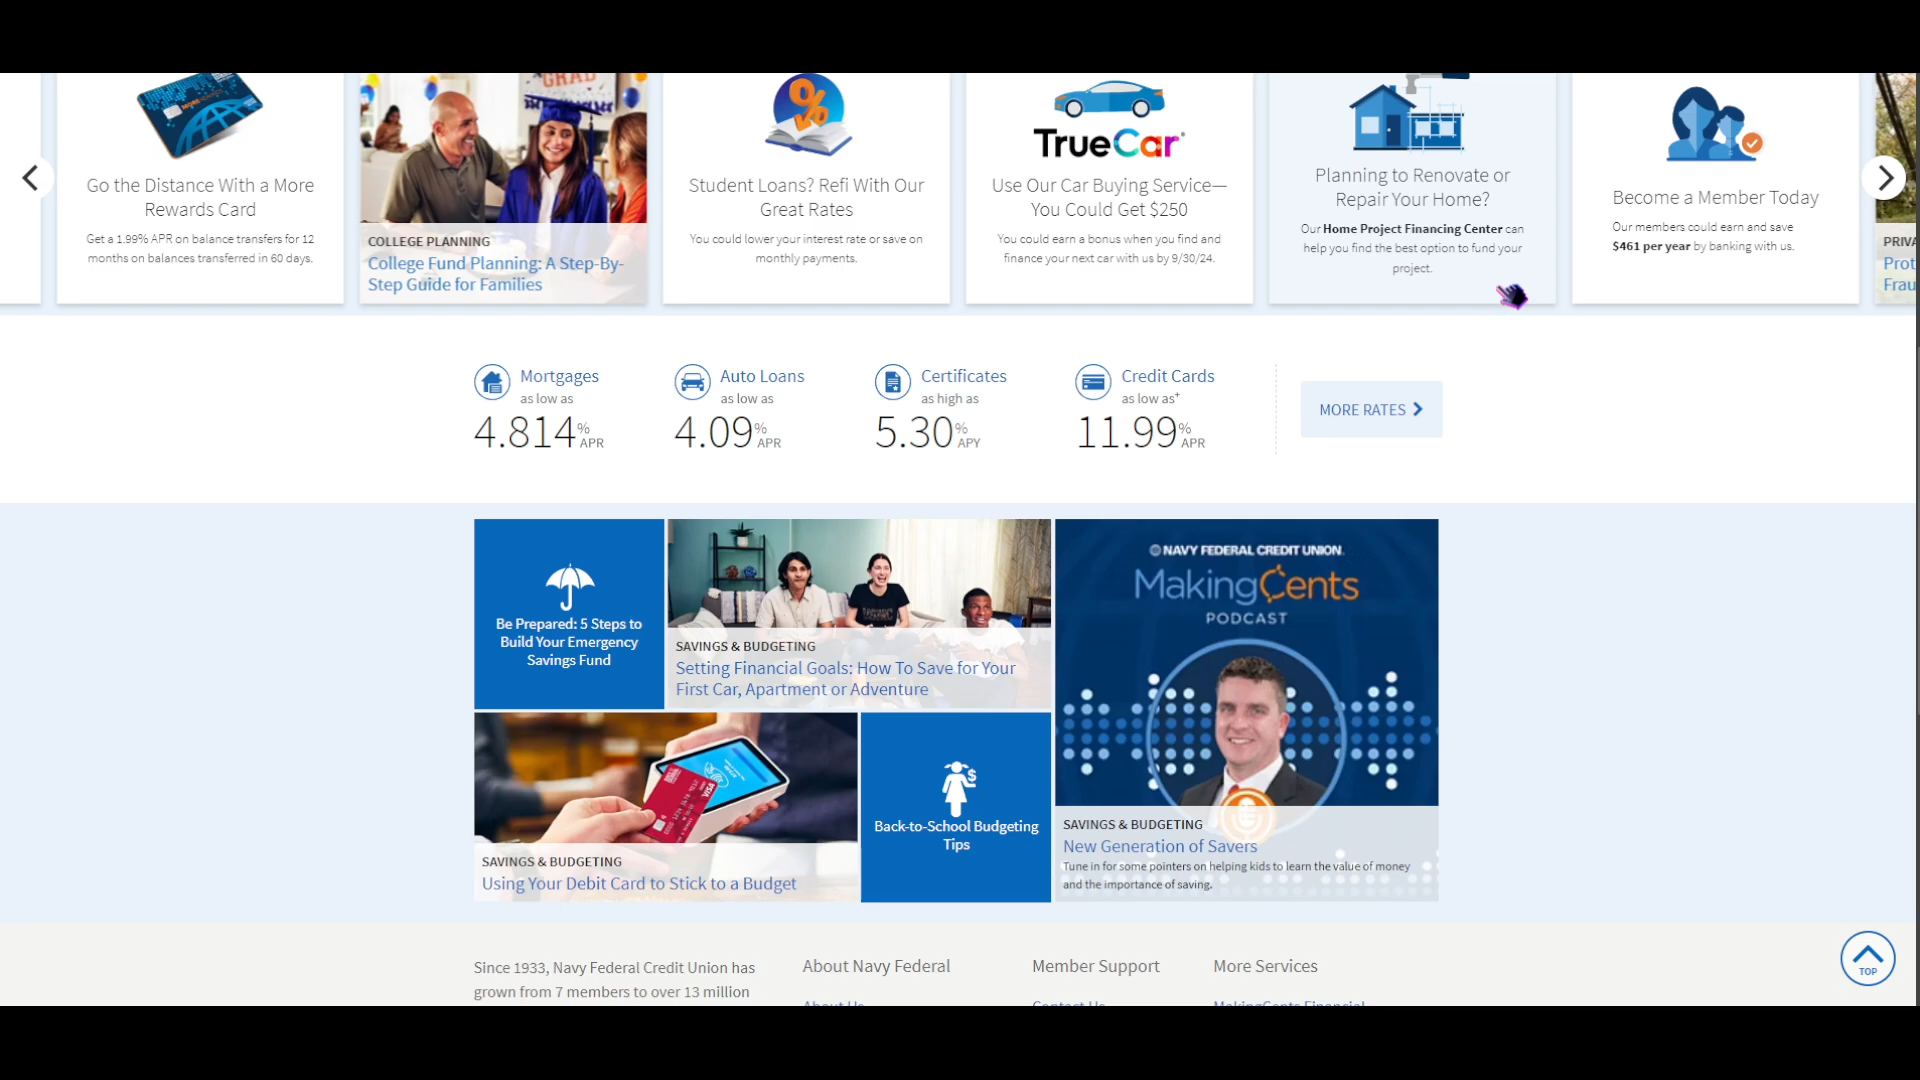 Go the Distance With a More
Rewards Card
Get a 1.99% APR on balance transfers for 12
months on balances transferred in 60 days.
GRAD
COLLEGE PLANNING
College Fund Planning: A Step-By-
Step Guide for Families
%
Student Loans? Refi With Our
Great Rates
You could lower your interest rate or save on
monthly payments.
TrueCar
Use Our Car Buying Service—
You Could Get $250
You could earn a bonus when you find and
finance your next car with us by 9/30/24.
Planning to Renovate or
Repair Your Home?
Our Home Project Financing Center can
help you find the best option to fund your
project.
Become a Member Today
Our members could earn and save
$461 per year by banking with us.
PRIVA
Prot
Frau
Mortgages
as low as
4.814% APR
Auto Loans
as low as
4.09% APR
Certificates
as high as
5.30% APY
Credit Cards
as low as+
11.99% APR
MORE RATES
Be Prepared: 5 Steps to
Build Your Emergency
Savings Fund
SAVINGS & BUDGETING
Setting Financial Goals: How To Save for Your
First Car, Apartment or Adventure
NAVY FEDERAL CREDIT UNION.
MakingCents
PODCAST
VISA
SAVINGS & BUDGETING
Using Your Debit Card to Stick to a Budget
$
Back-to-School Budgeting
Tips
SAVINGS & BUDGETING
New Generation of Savers
Tune in for some pointers on helping kids to learn the value of money
and the importance of saving.
Since 1933, Navy Federal Credit Union has
grown from 7 members to over 13 million
About Navy Federal
About Us
Member Support
Contact Us
More Services
MakingCents Financial
TOP